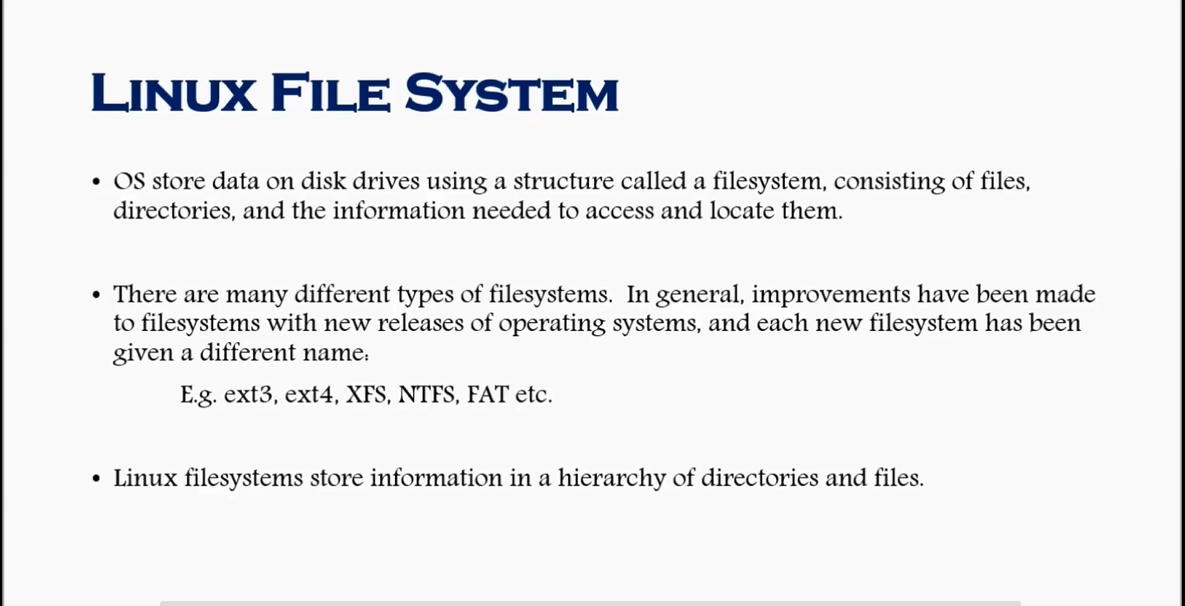 Linux File System
• OS store data on disk drives using a structure called a filesystem, consisting of files,
directories, and the information needed to access and locate them.
• There are many different types of filesystems.  In general, improvements have been made
to filesystems with new releases of operating systems, and each new filesystem has been
given a different name:
E.g. ext3, ext4, XFS, NTFS, FAT etc.
• Linux filesystems store information in a hierarchy of directories and files.